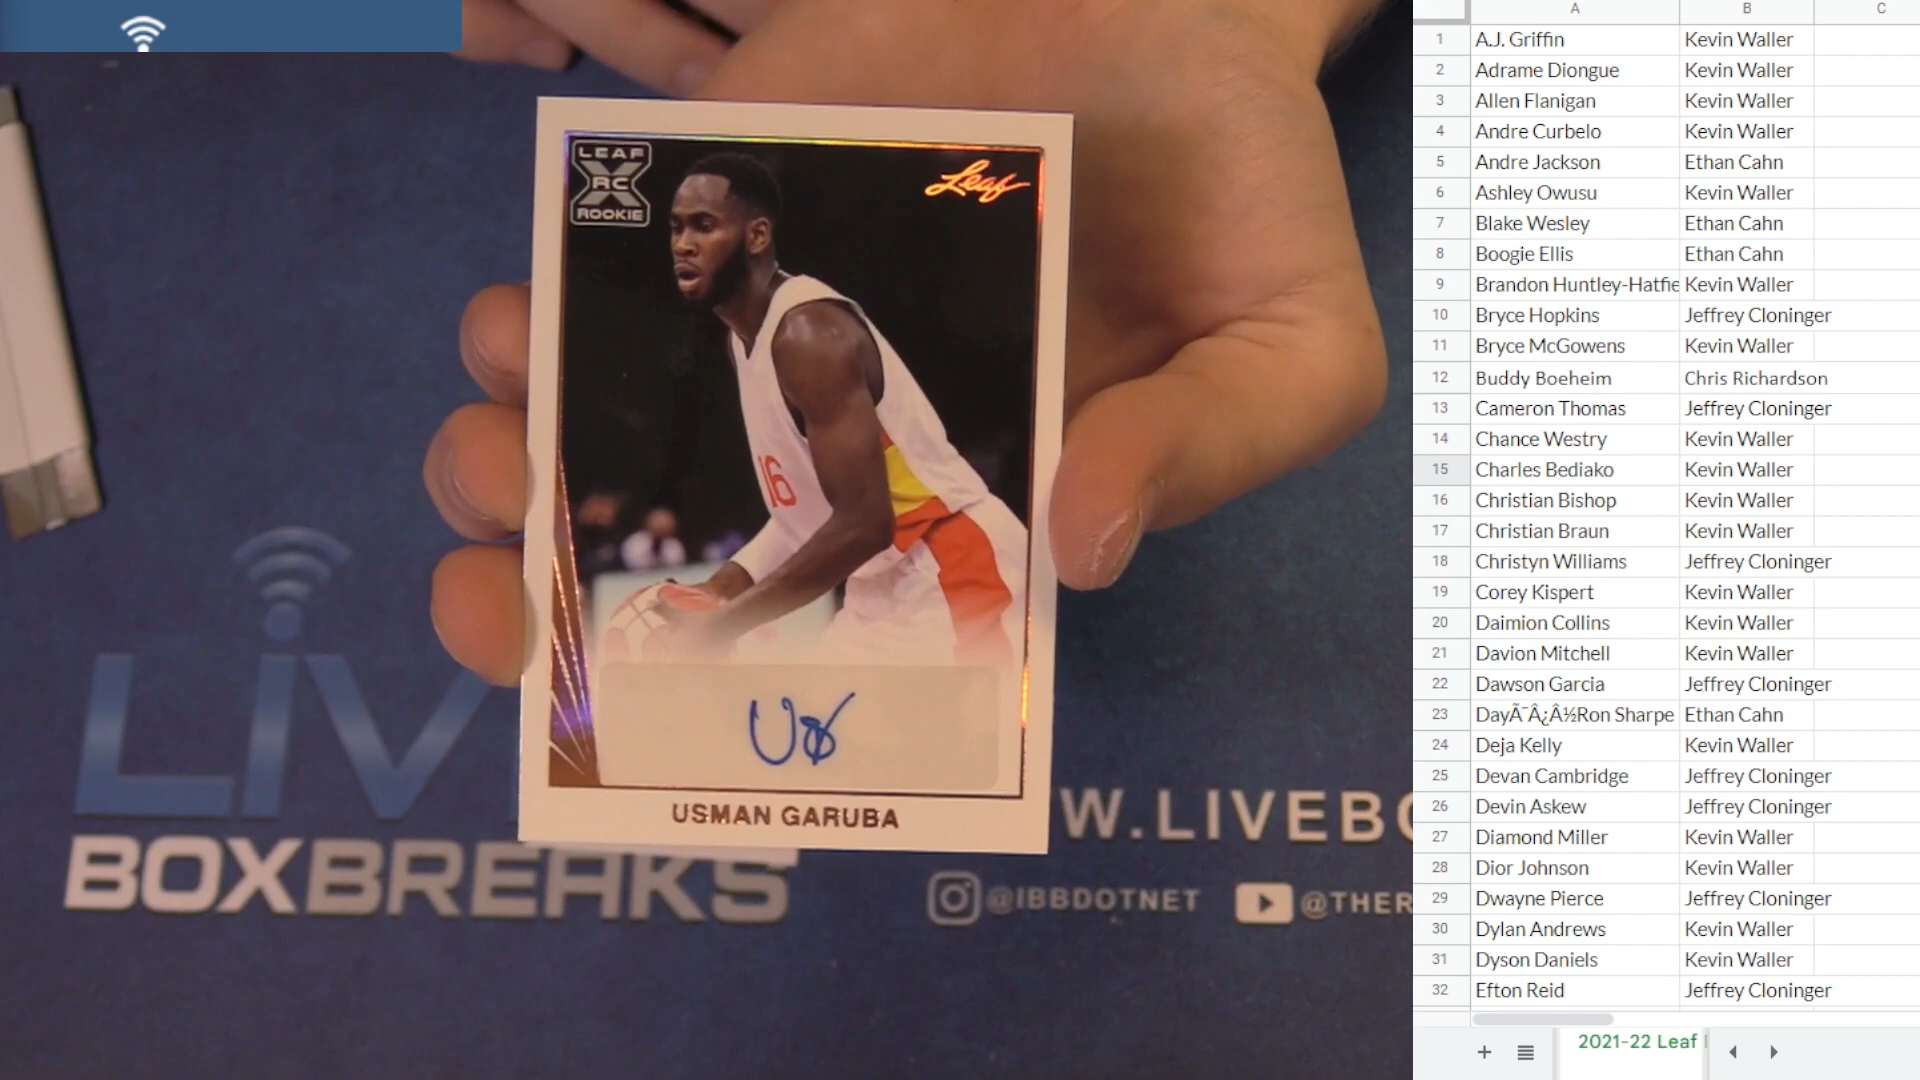 LEAF
RC
ROOKIE
Leaf
16
USMAN GARUBA
LIV
BOXBREAKS
W.LIVEBO
@IBBDOTNET
@THER
A B C
1 A.J. Griffin Kevin Waller
2 Adrame Diongue Kevin Waller
3 Allen Flanigan Kevin Waller
4 Andre Curbelo Kevin Waller
5 Andre Jackson Ethan Cahn
6 Ashley Owusu Kevin Waller
7 Blake Wesley Ethan Cahn
8 Boogie Ellis Ethan Cahn
9 Brandon Huntley-Hatfie Kevin Waller
10 Bryce Hopkins Jeffrey Cloninger
11 Bryce McGowens Kevin Waller
12 Buddy Boeheim Chris Richardson
13 Cameron Thomas Jeffrey Cloninger
14 Chance Westry Kevin Waller
15 Charles Bediako Kevin Waller
16 Christian Bishop Kevin Waller
17 Christian Braun Kevin Waller
18 Christyn Williams Jeffrey Cloninger
19 Corey Kispert Kevin Waller
20 Daimion Collins Kevin Waller
21 Davion Mitchell Kevin Waller
22 Dawson Garcia Jeffrey Cloninger
23 DayÃ¯Â¿Â½Ron Sharpe Ethan Cahn
24 Deja Kelly Kevin Waller
25 Devan Cambridge Jeffrey Cloninger
26 Devin Askew Jeffrey Cloninger
27 Diamond Miller Kevin Waller
28 Dior Johnson Kevin Waller
29 Dwayne Pierce Jeffrey Cloninger
30 Dylan Andrews Kevin Waller
31 Dyson Daniels Kevin Waller
32 Efton Reid Jeffrey Cloninger
2021-22 Leaf